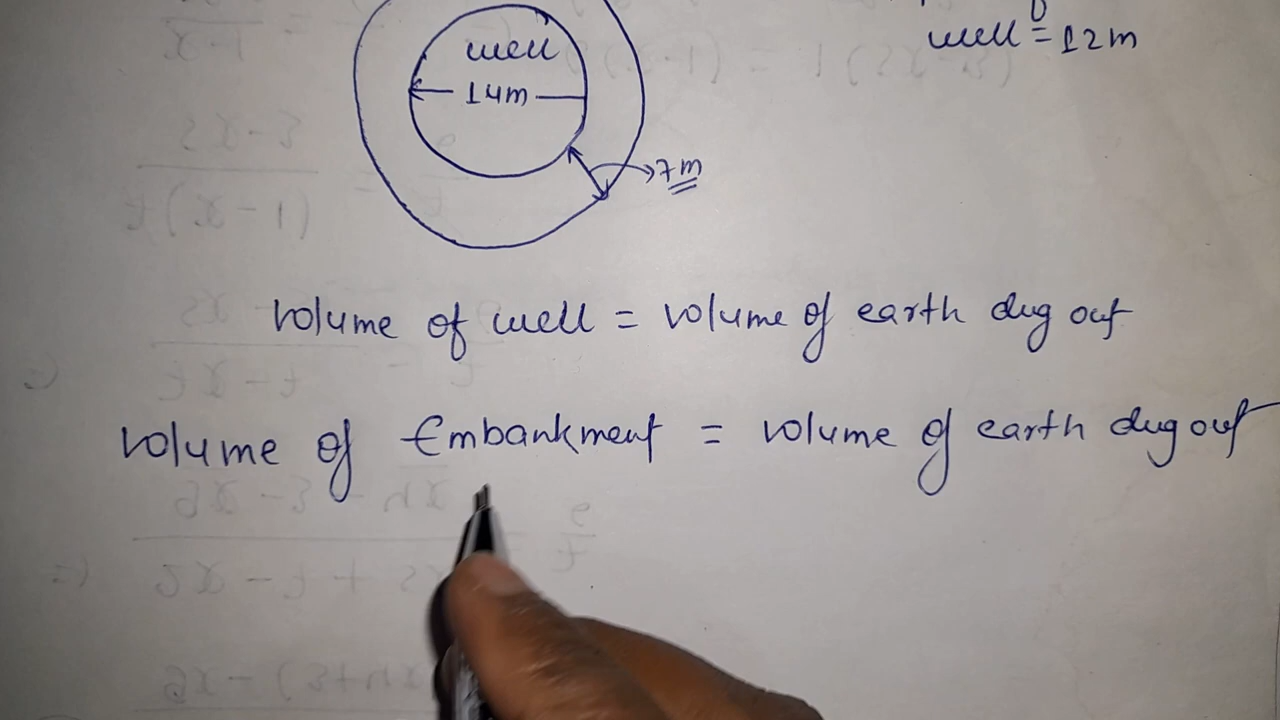 well
14m
7m
well = 12m
volume of well = volume of earth dug out
volume of Embankment = volume of earth dug out